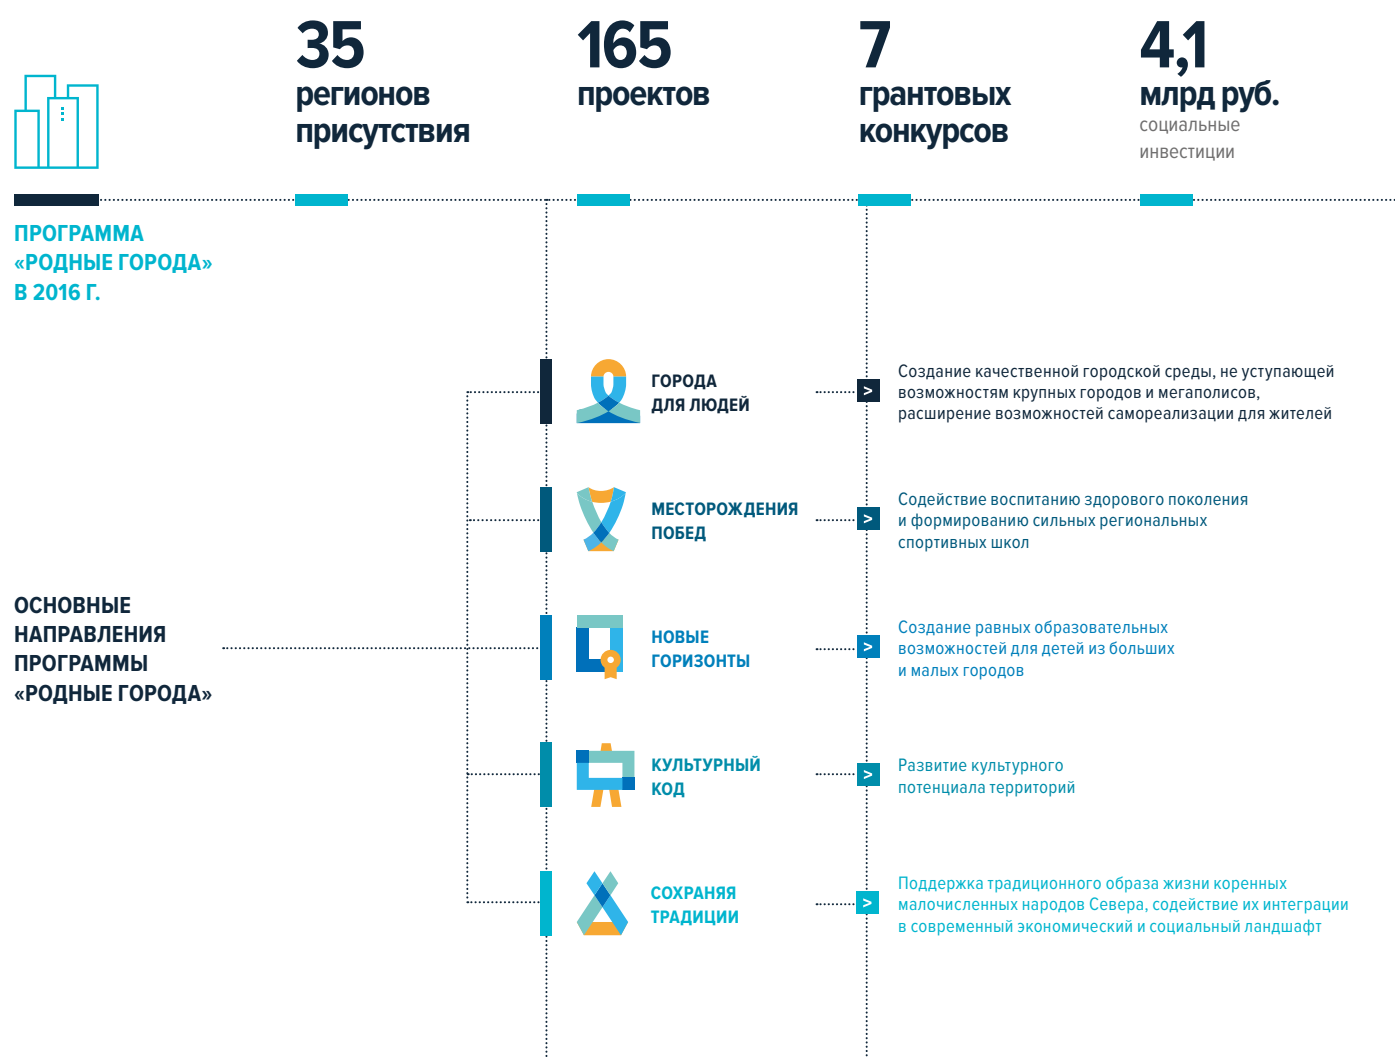 35
регионов
присутствия
165
проектов
7
грантовых
конкурсов
4,1
млрд руб.
социальные
инвестиции
ПРОГРАММА
«РОДНЫЕ ГОРОДА»
В 2016 Г.
ОСНОВНЫЕ
НАПРАВЛЕНИЯ
ПРОГРАММЫ
«РОДНЫЕ ГОРОДА»
ГОРОДА
ДЛЯ ЛЮДЕЙ
>
Создание качественной городской среды, не уступающей
возможностям крупных городов и мегаполисов,
расширение возможностей самореализации для жителей
МЕСТОРОЖДЕНИЯ
ПОБЕД
>
Содействие воспитанию здорового поколения
и формированию сильных региональных
спортивных школ
НОВЫЕ
ГОРИЗОНТЫ
>
Создание равных образовательных
возможностей для детей из больших
и малых городов
КУЛЬТУРНЫЙ
КОД
>
Развитие культурного
потенциала территорий
СОХРАНЯЯ
ТРАДИЦИИ
>
Поддержка традиционного образа жизни коренных
малочисленных народов Севера, содействие их интеграции
в современный экономический и социальный ландшафт